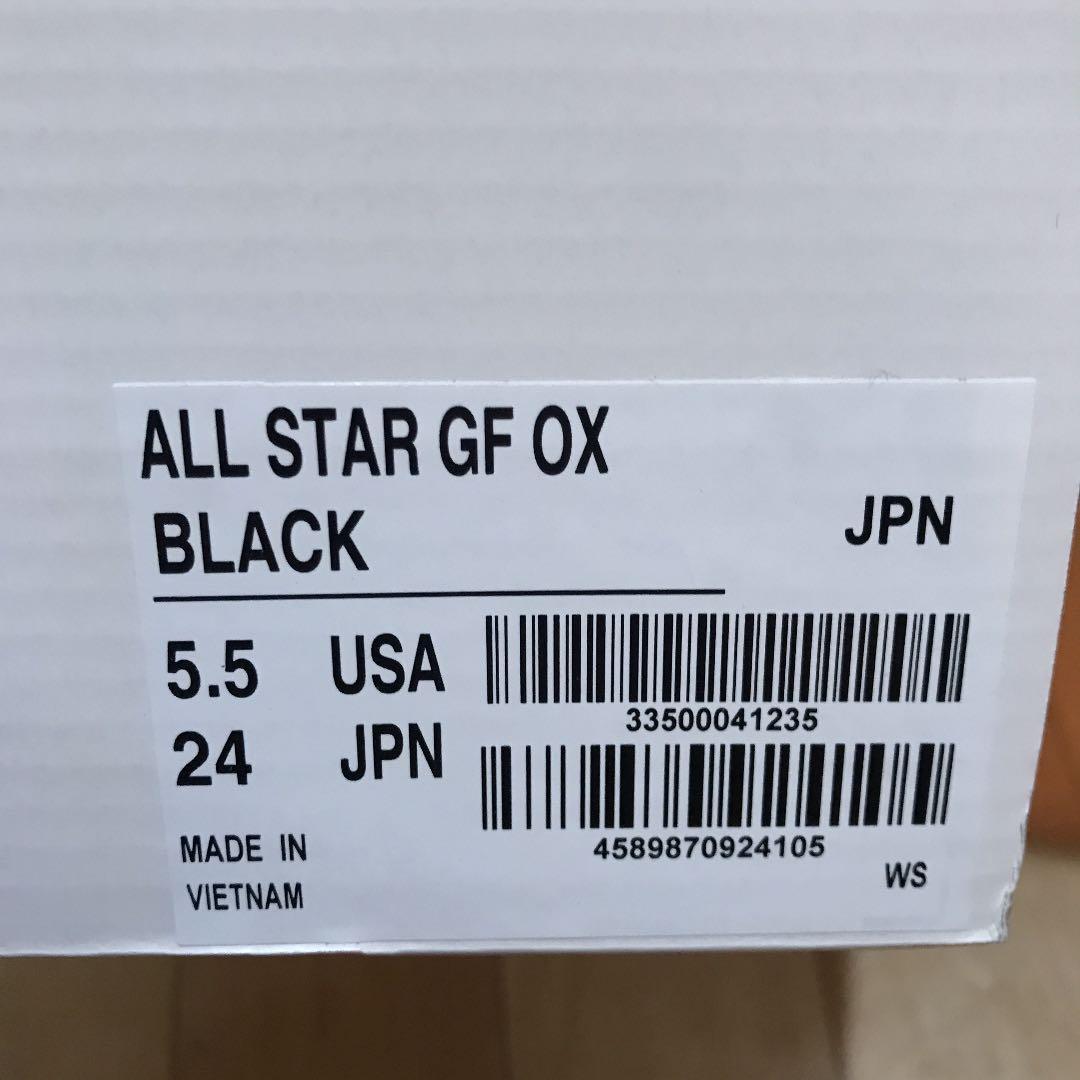 ALL STAR GF OX
BLACK
JPN
5.5 USA
24 JPN
33500041235
4589870924105
MADE IN
VIETNAM
WS